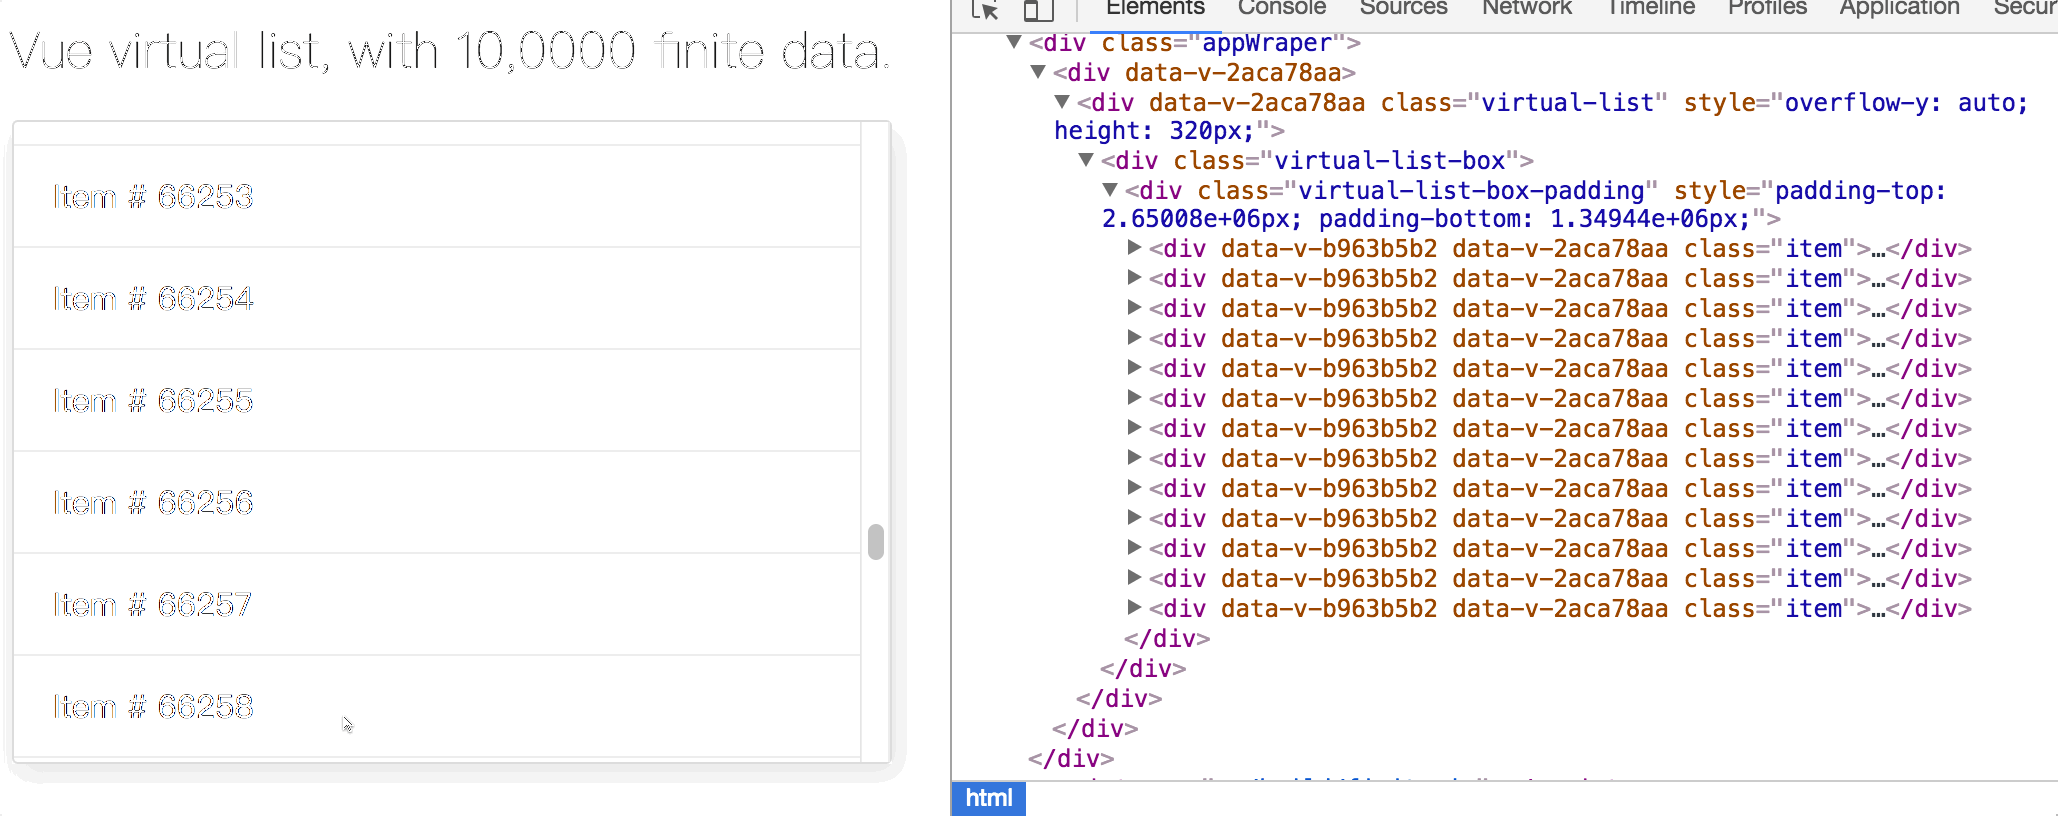 Vue virtual list, with 10,0000 finite data.
Item # 66253
Item # 66254
Item # 66255
Item # 66256
Item # 66257
Item # 66258
Elements Console Sources Network Timeline Profiles Application
<div class="appWraper">
<div data-v-2aca78aa>
<div data-v-2aca78aa class="virtual-list" style="overflow-y: auto;
height: 320px;">
<div class="virtual-list-box">
<div class="virtual-list-box-padding" style="padding-top:
2.65008e+06px; padding-bottom: 1.34944e+06px;">
<div data-v-b963b5b2 data-v-2aca78aa class="item">…</div>
<div data-v-b963b5b2 data-v-2aca78aa class="item">…</div>
<div data-v-b963b5b2 data-v-2aca78aa class="item">…</div>
<div data-v-b963b5b2 data-v-2aca78aa class="item">…</div>
<div data-v-b963b5b2 data-v-2aca78aa class="item">…</div>
<div data-v-b963b5b2 data-v-2aca78aa class="item">…</div>
<div data-v-b963b5b2 data-v-2aca78aa class="item">…</div>
<div data-v-b963b5b2 data-v-2aca78aa class="item">…</div>
<div data-v-b963b5b2 data-v-2aca78aa class="item">…</div>
<div data-v-b963b5b2 data-v-2aca78aa class="item">…</div>
<div data-v-b963b5b2 data-v-2aca78aa class="item">…</div>
<div data-v-b963b5b2 data-v-2aca78aa class="item">…</div>
<div data-v-b963b5b2 data-v-2aca78aa class="item">…</div>
</div>
</div>
</div>
</div>
</div>
html